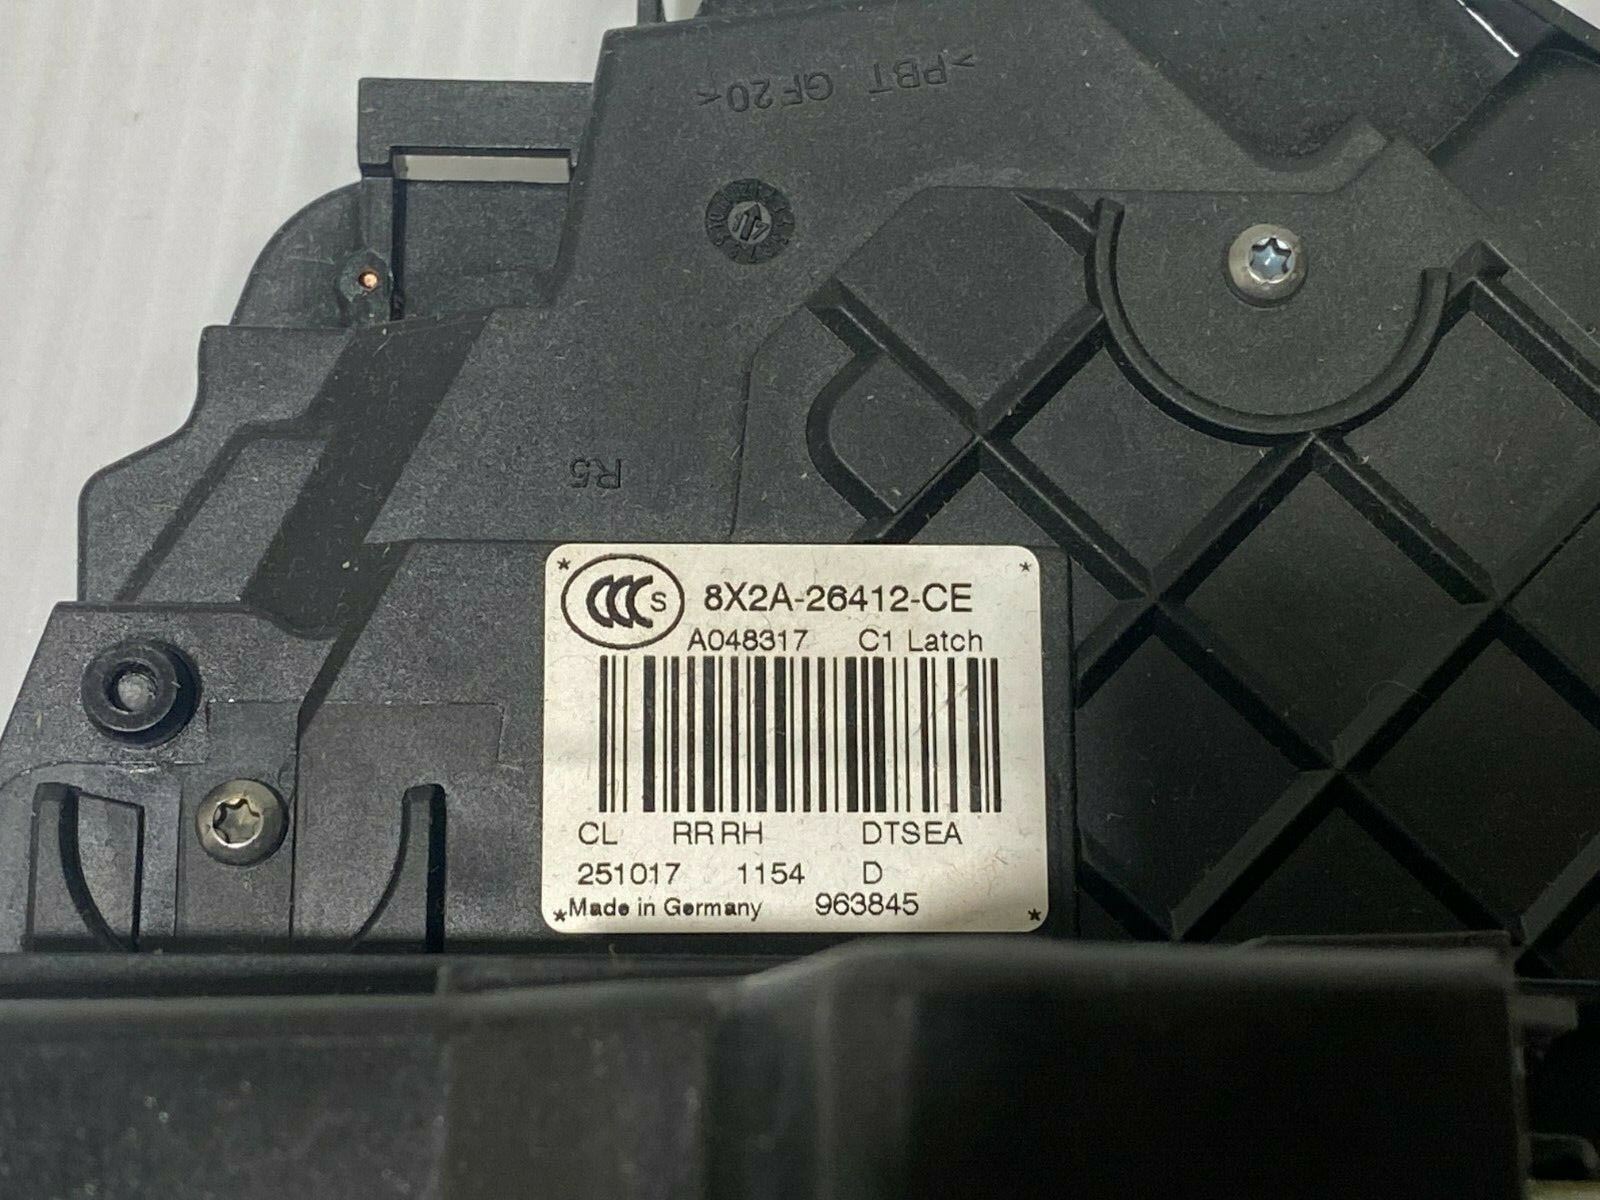 >PBT GF20<
R5
CCC S 8X2A-26412-CE
A048317 C1 Latch
CL RR RH DTSEA
251017 1154 D
*Made in Germany 963845